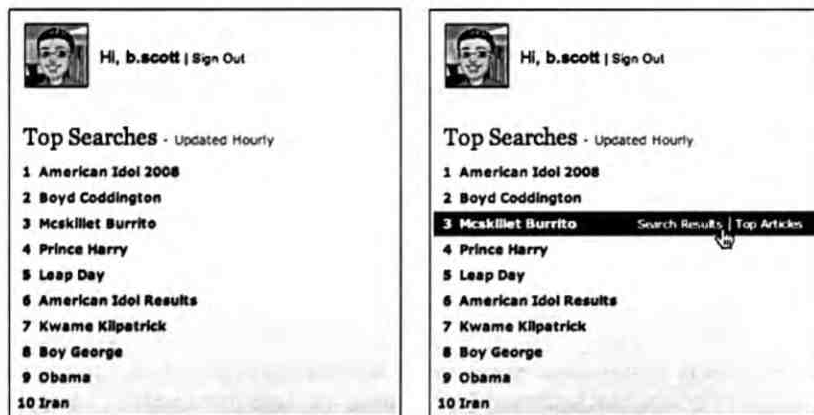 Hi, b.scott | Sign Out
Top Searches - Updated Hourly
1 American Idol 2008
2 Boyd Coddington
3 Mcskillet Burrito
4 Prince Harry
5 Leap Day
6 American Idol Results
7 Kwame Kilpatrick
8 Boy George
9 Obama
10 Iran
Hi, b.scott | Sign Out
Top Searches - Updated Hourly
1 American Idol 2008
2 Boyd Coddington
3 Mcskillet Burrito Search Results | Top Articles
4 Prince Harry
5 Leap Day
6 American Idol Results
7 Kwame Kilpatrick
8 Boy George
9 Obama
10 Iran